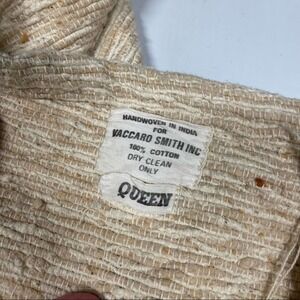 HANDWOVEN IN INDIA
FOR
VACCARO SMITH INC
100% COTTON
DRY CLEAN
ONLY
QUEEN